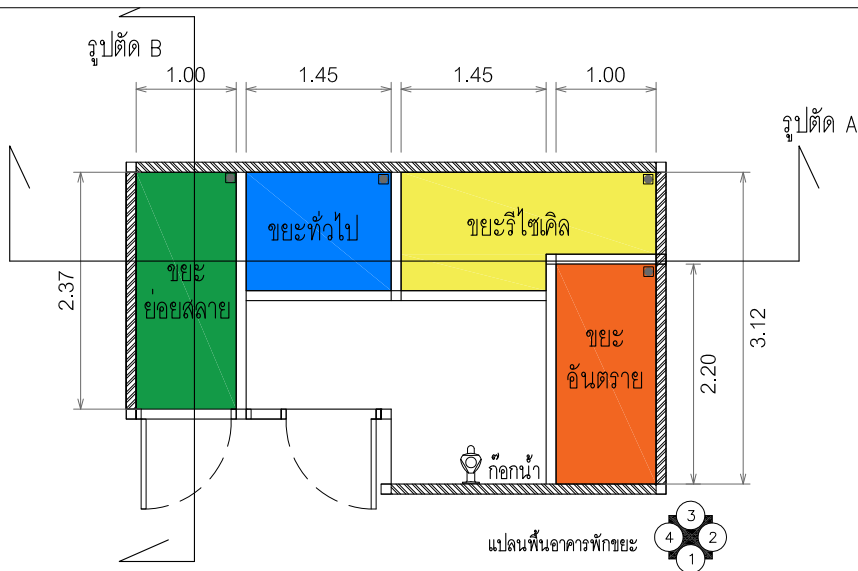 รูปตัด B
1.00
1.45
1.45
1.00
รูปตัด A
ขยะทั่วไป
ขยะรีไซเคิล
ขยะ
ย่อยสลาย
2.37
ขยะ
อันตราย
2.20
3.12
ก๊อกน้ำ
แปลนพื้นอาคารพักขยะ
3
4
2
1